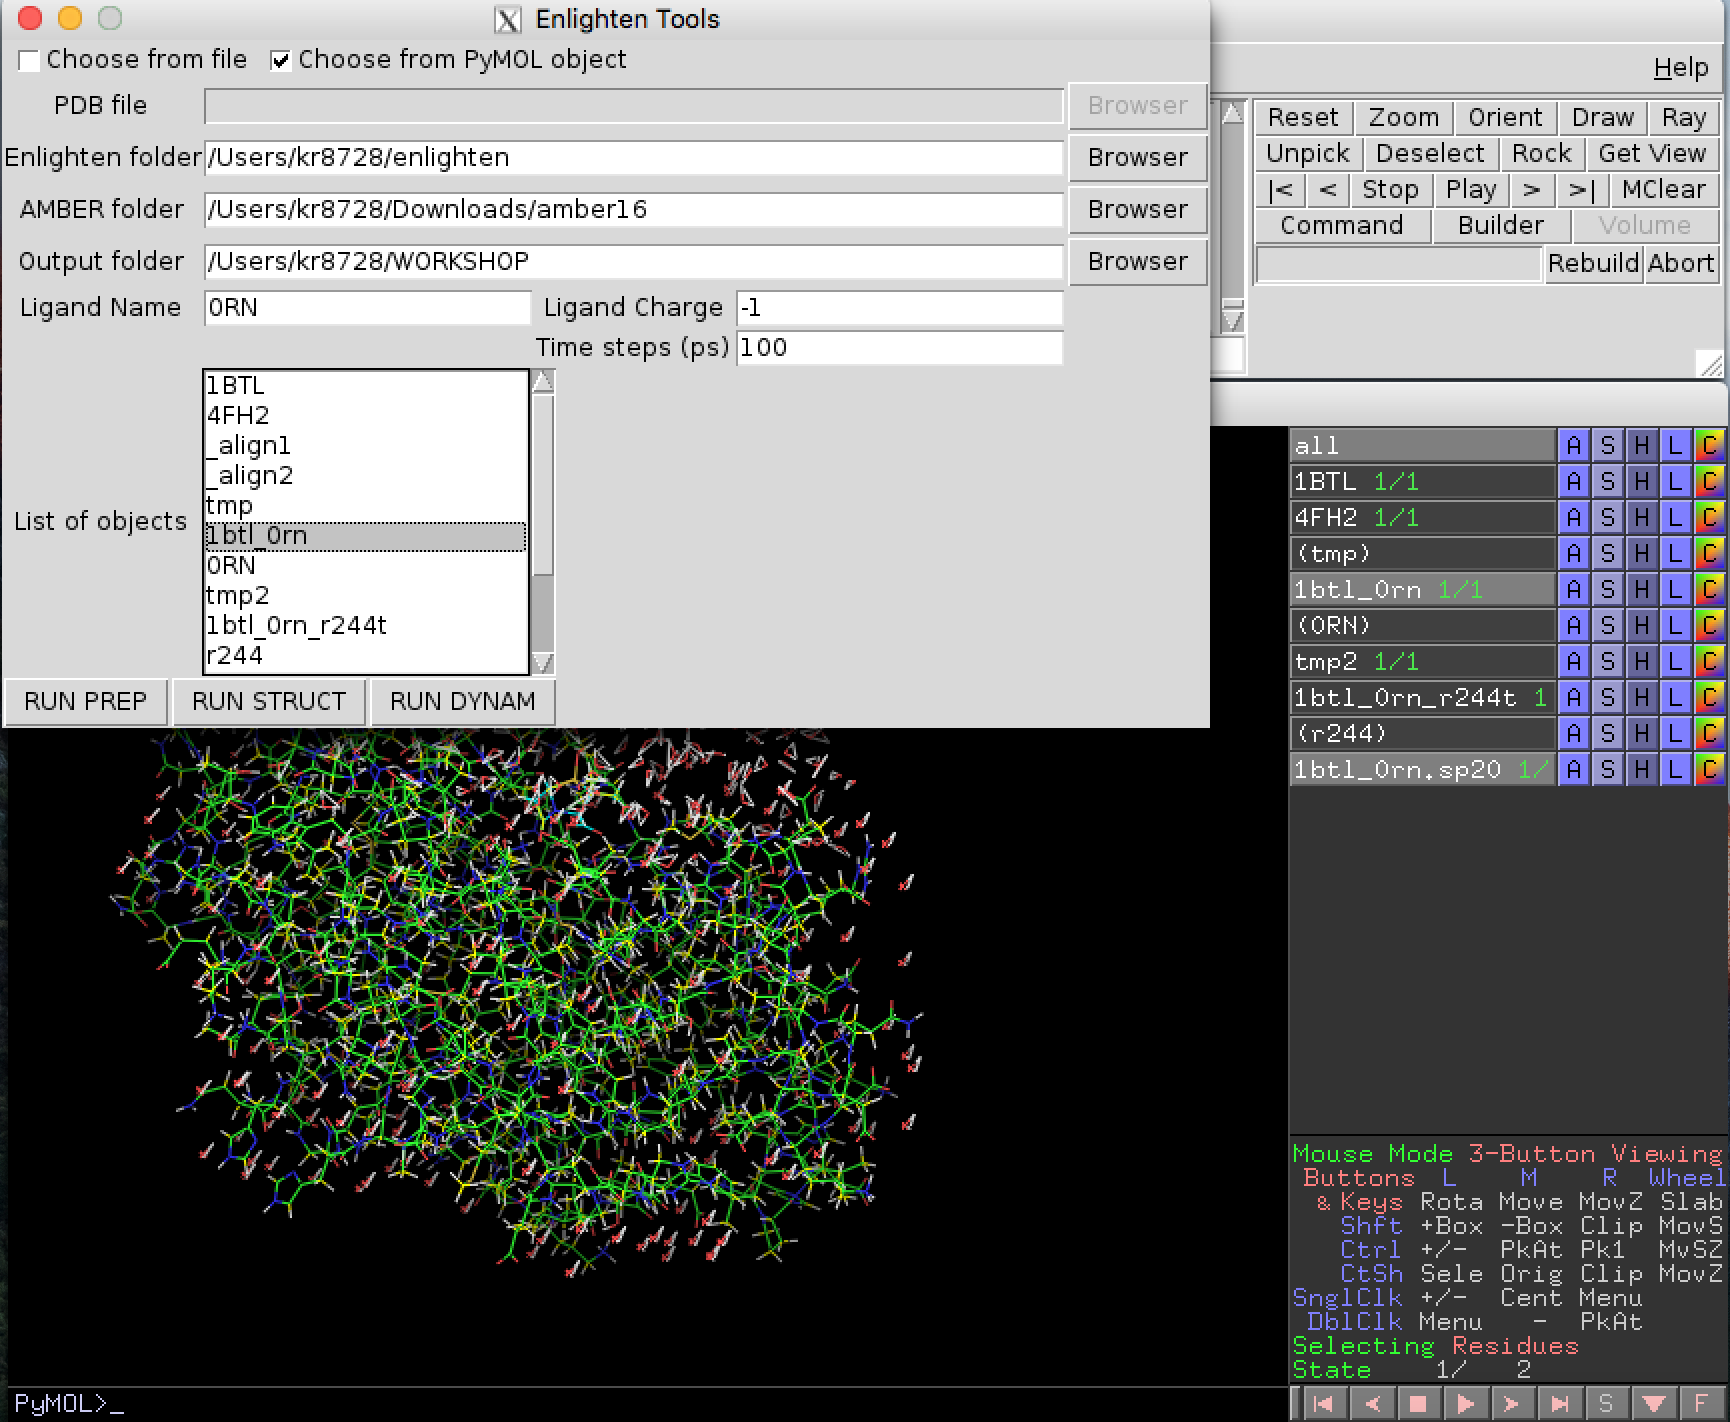 Enlighten Tools
Choose from file Choose from PyMOL object
PDB file Browser
Enlighten folder /Users/kr8728/enlighten Browser
AMBER folder /Users/kr8728/Downloads/amber16 Browser
Output folder /Users/kr8728/WORKSHOP Browser
Ligand Name 0RN Ligand Charge -1
Time steps (ps) 100
List of objects
1BTL
4FH2
_align1
_align2
tmp
1btl_0rn
0RN
tmp2
1btl_0rn_r244t
r244
RUN PREP RUN STRUCT RUN DYNAM
Help
Reset Zoom Orient Draw Ray
Unpick Deselect Rock Get View
|< < Stop Play > >| MClear
Command Builder Volume
Rebuild Abort
all A S H L C
1BTL 1/1 A S H L C
4FH2 1/1 A S H L C
(tmp) A S H L C
1btl_0rn 1/1 A S H L C
(0RN) A S H L C
tmp2 1/1 A S H L C
1btl_0rn_r244t 1 A S H L C
(r244) A S H L C
1btl_0rn.sp20 1/ A S H L C
Mouse Mode 3-Button Viewing
Buttons L M R Wheel
& Keys Rota Move MovZ Slab
Shft +Box -Box Clip MovS
Ctrl +/- PkAt Pk1 MvSZ
CtSh Sele Orig Clip MovZ
SnglClk +/- Cent Menu
DblClk Menu - PkAt
Selecting Residues
State 1/ 2
S F
PyMOL>_